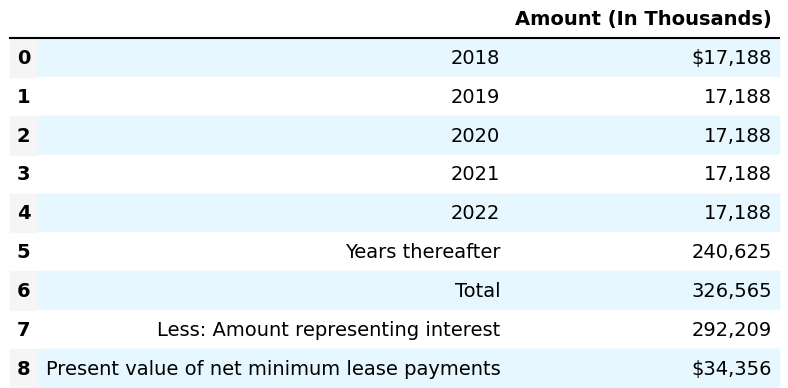 Amount (In Thousands)
0 2018 $17,188
1 2019 17,188
2 2020 17,188
3 2021 17,188
4 2022 17,188
5 Years thereafter 240,625
6 Total 326,565
7 Less: Amount representing interest 292,209
8 Present value of net minimum lease payments $34,356